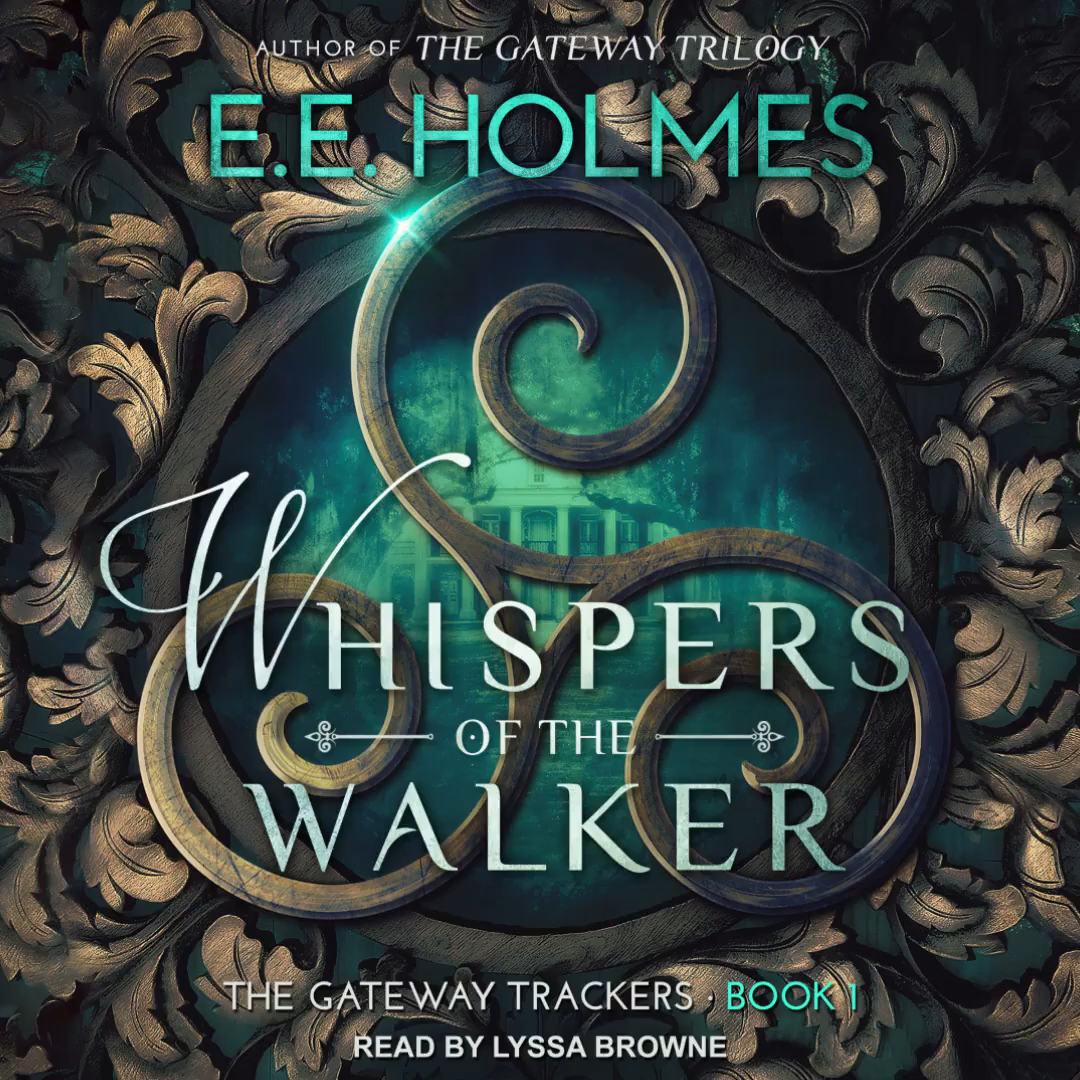 AUTHOR OF THE GATEWAY TRILOGY
E.E. HOLMES
WHISPERS
OF THE
WALKER
THE GATEWAY TRACKERS · BOOK 1
READ BY LYSSA BROWNE